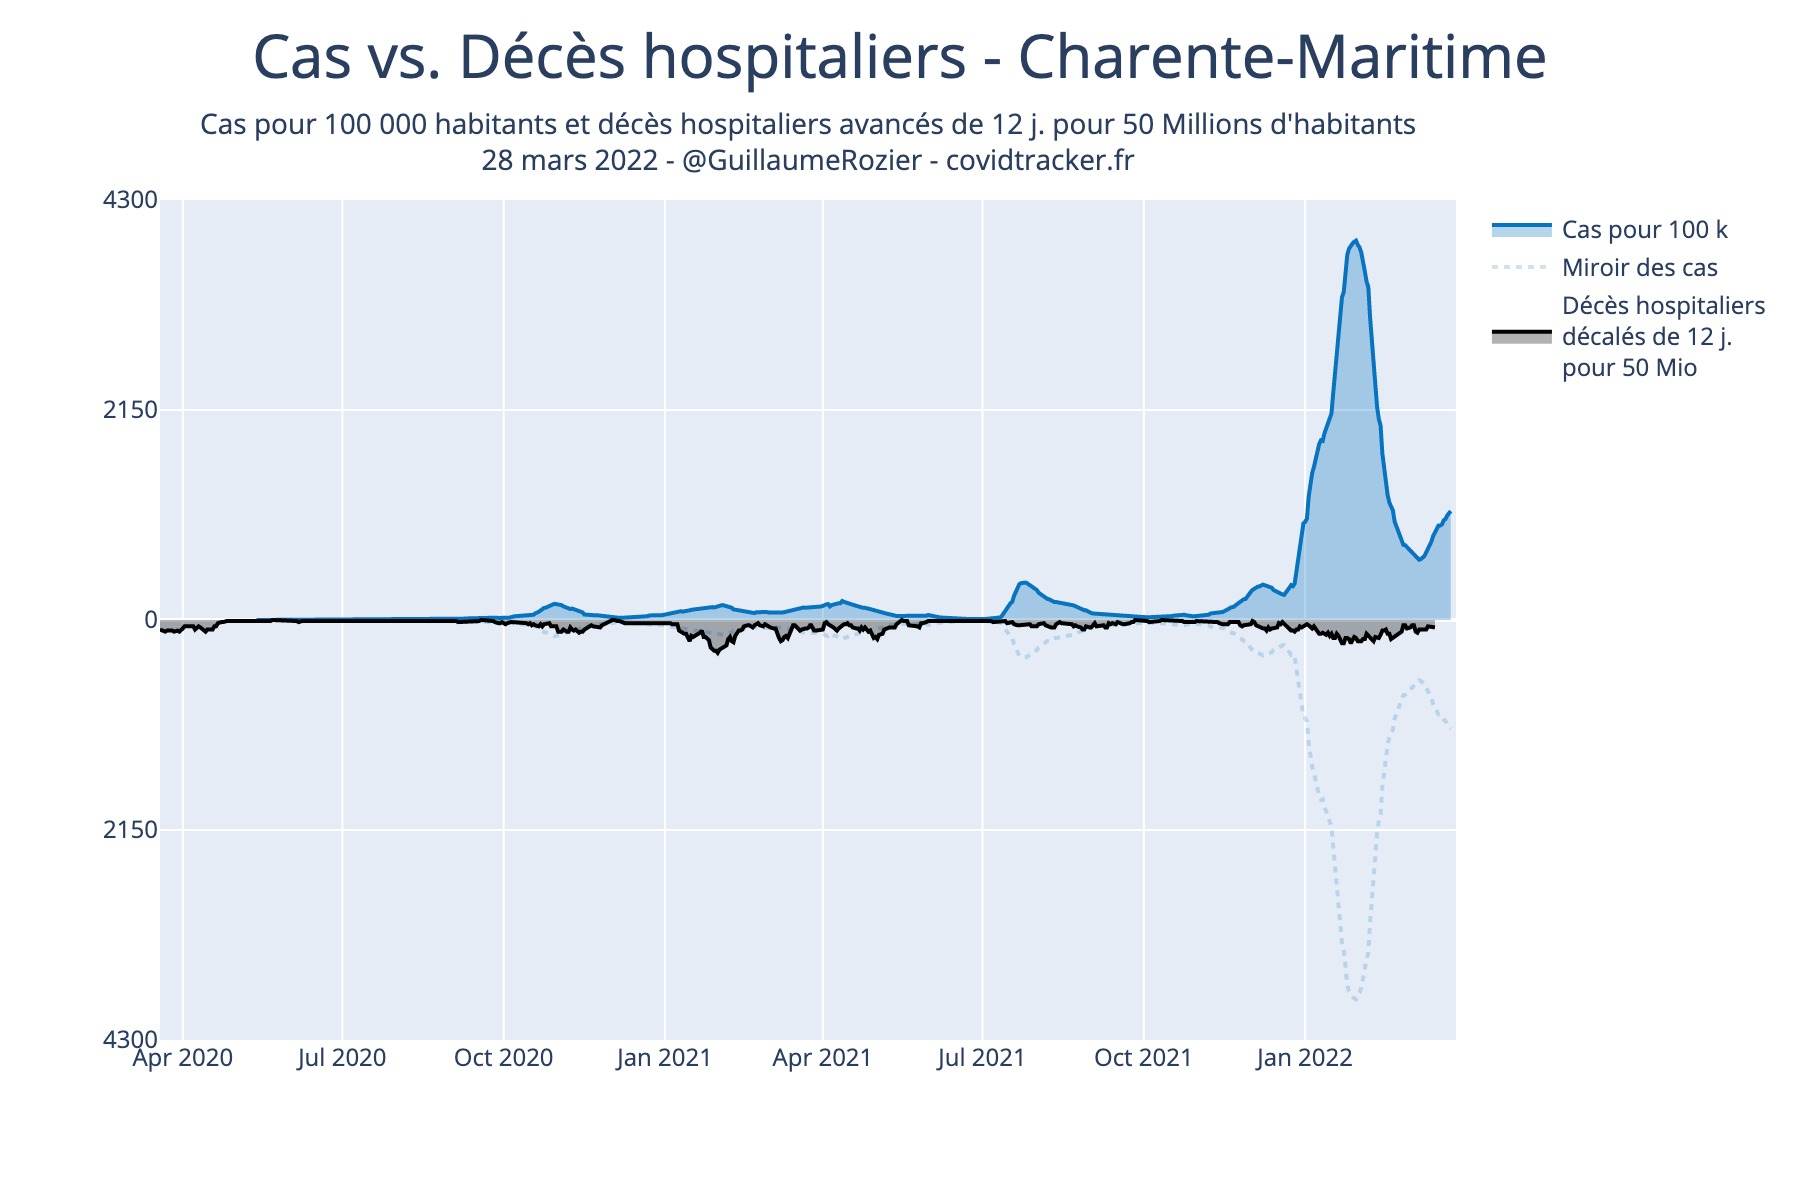 Cas vs. Décès hospitaliers - Charente-Maritime
Cas pour 100 000 habitants et décès hospitaliers avancés de 12 j. pour 50 Millions d'habitants
28 mars 2022 - @GuillaumeRozier - covidtracker.fr
4300
2150
0
2150
4300
Apr 2020
Jul 2020
Oct 2020
Jan 2021
Apr 2021
Jul 2021
Oct 2021
Jan 2022
Cas pour 100 k
Miroir des cas
Décès hospitaliers
décalés de 12 j.
pour 50 Mio